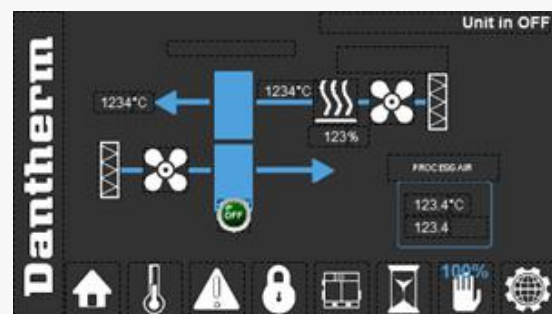 Unit in OFF
Dantherm
1234°C
1234°C
123%
OFF
PROCESS AIR
123.4°C
123.4
100%